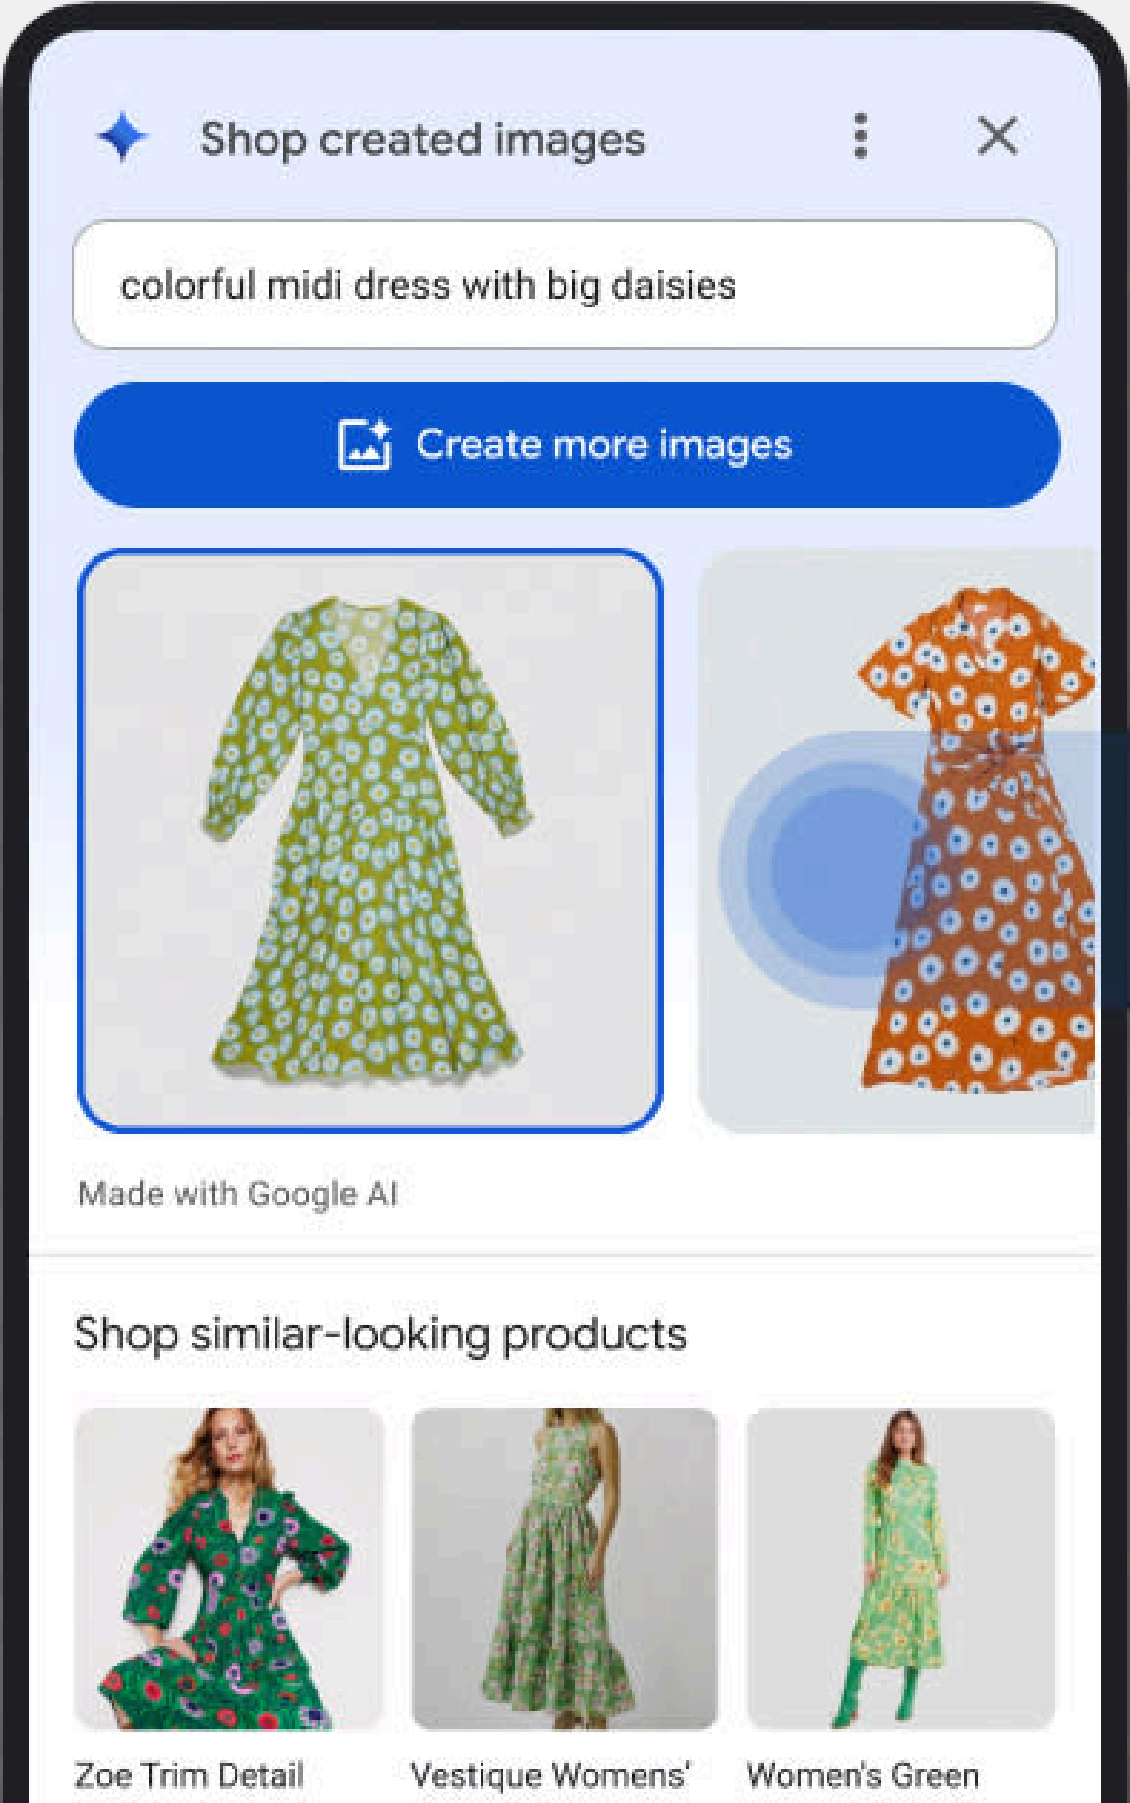 Shop created images
colorful midi dress with big daisies
Create more images
Made with Google AI
Shop similar-looking products
Zoe Trim Detail
Vestique Womens'
Women's Green